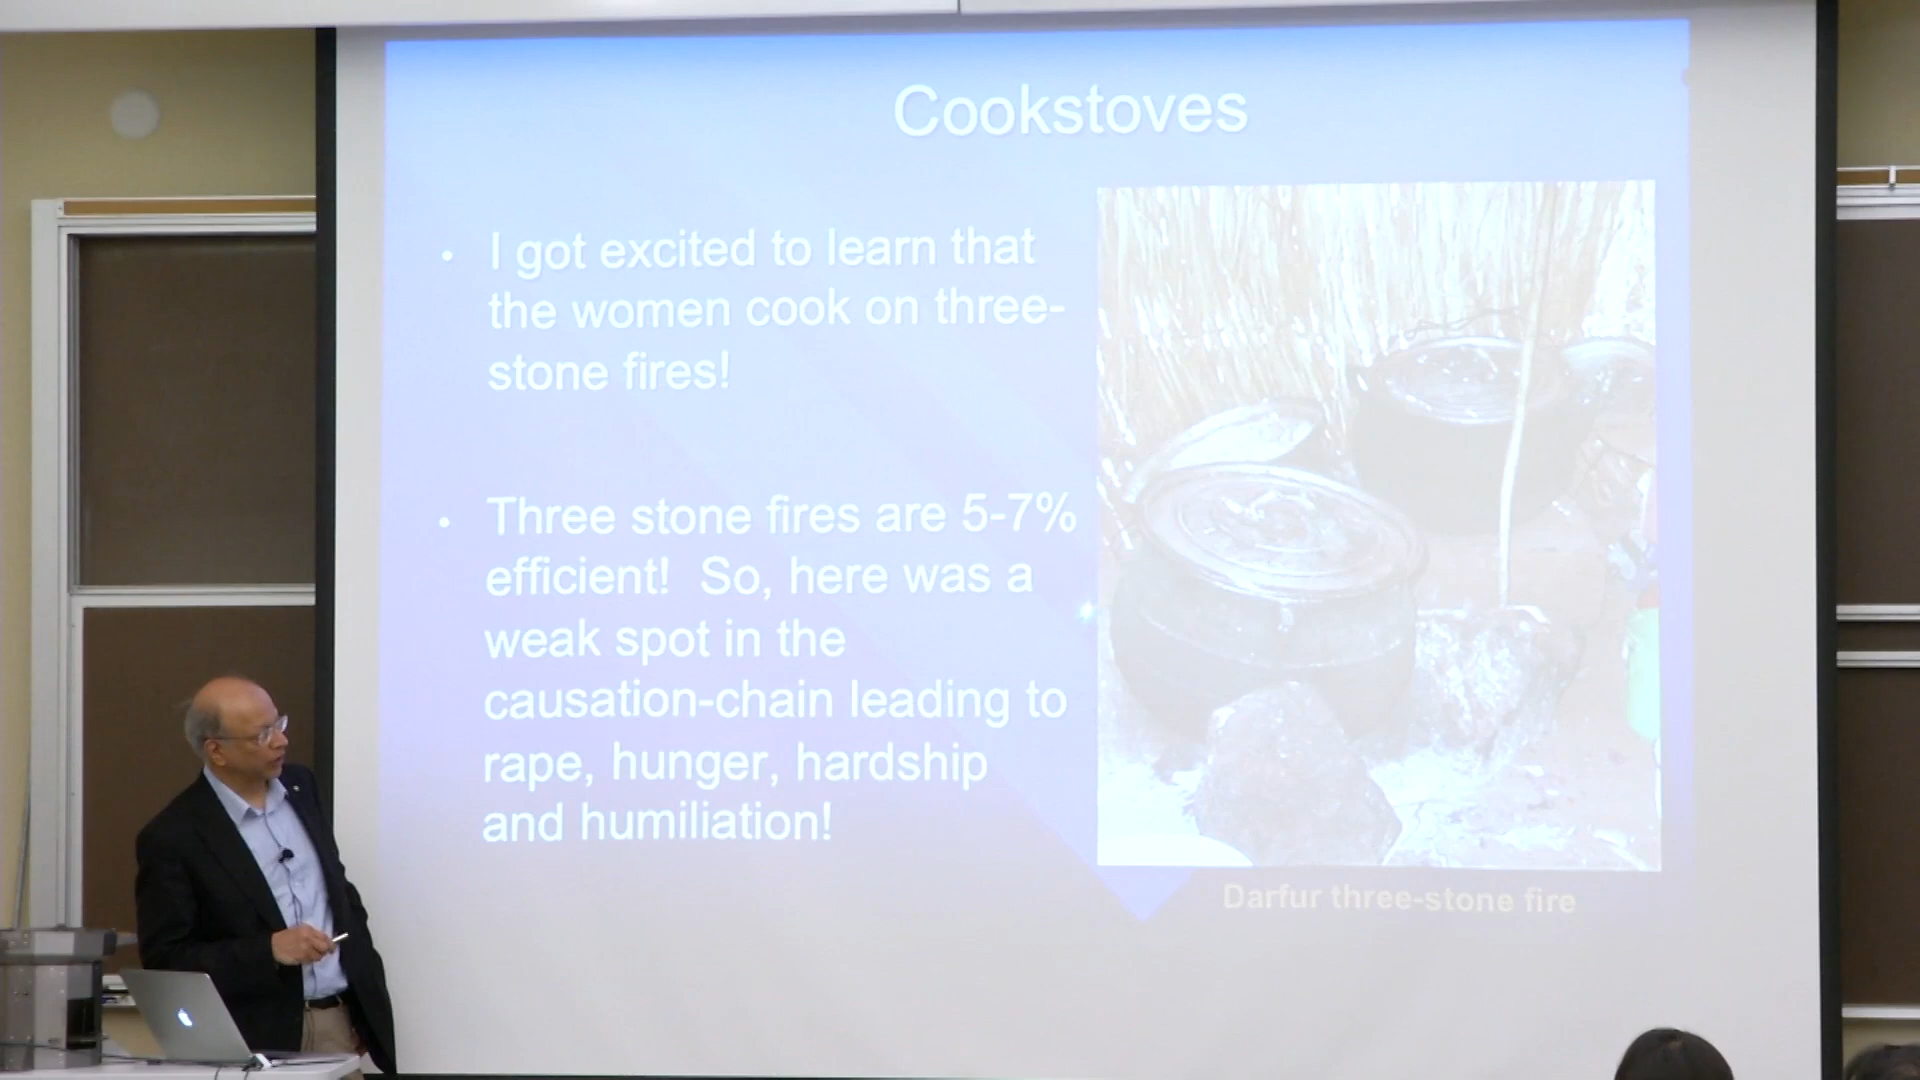 Cookstoves
• I got excited to learn that
the women cook on three-
stone fires!
• Three stone fires are 5-7%
efficient! So, here was a
weak spot in the
causation-chain leading to
rape, hunger, hardship
and humiliation!
Darfur three-stone fire